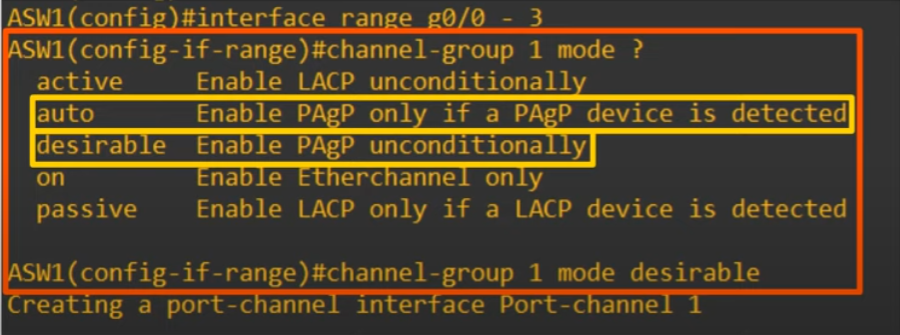 ASW1(config)#interface range g0/0 - 3
ASW1(config-if-range)#channel-group 1 mode ?
active Enable LACP unconditionally
auto Enable PAgP only if a PAgP device is detected
desirable Enable PAgP unconditionally
on Enable Etherchannel only
passive Enable LACP only if a LACP device is detected
ASW1(config-if-range)#channel-group 1 mode desirable
Creating a port-channel interface Port-channel 1